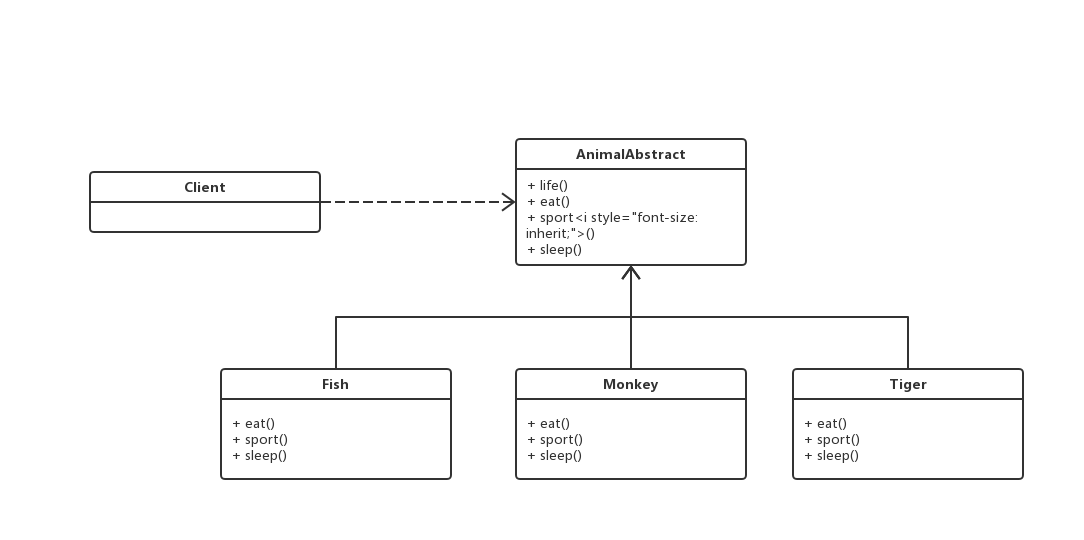 AnimalAbstract
Client
+ life()
+ eat()
+ sport<i style="font-size:
inherit;">()
+ sleep()
Fish
+ eat()
+ sport()
+ sleep()
Monkey
+ eat()
+ sport()
+ sleep()
Tiger
+ eat()
+ sport()
+ sleep()